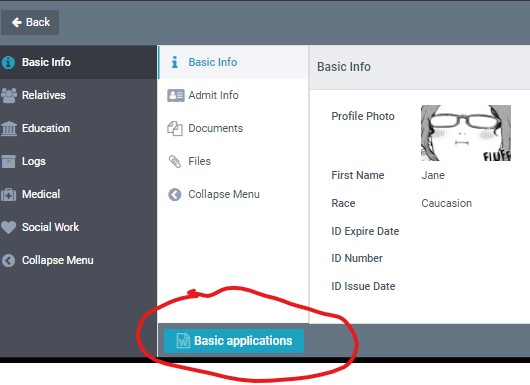 Back
Basic Info
Relatives
Education
Logs
Medical
Social Work
Collapse Menu
Basic Info
Admit Info
Documents
Files
Collapse Menu
Basic Info
Profile Photo
FLUFF
First Name Jane
Race Caucasion
ID Expire Date
ID Number
ID Issue Date
Basic applications